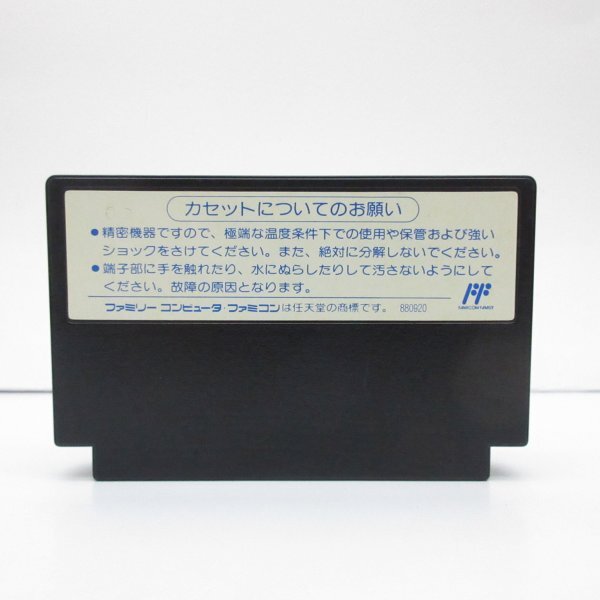 カセットについてのお願い
●精密機器ですので、極端な温度条件下での使用や保管および強い
ショックをさけてください。また、絶対に分解しないでください。
●端子部に手を触れたり、水にぬらしたりして汚さないようにして
ください。故障の原因となります。
ファミリーコンピュータ・ファミコンは任天堂の商標です。 880920
FF
FAMICOM FAMILY